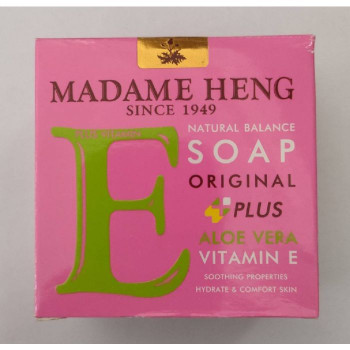 MADAME HENG
SINCE 1949
NATURAL BALANCE
SOAP
ORIGINAL
PLUS
ALOE VERA
VITAMIN E
SOOTHING PROPERTIES
HYDRATE & COMFORT SKIN
E